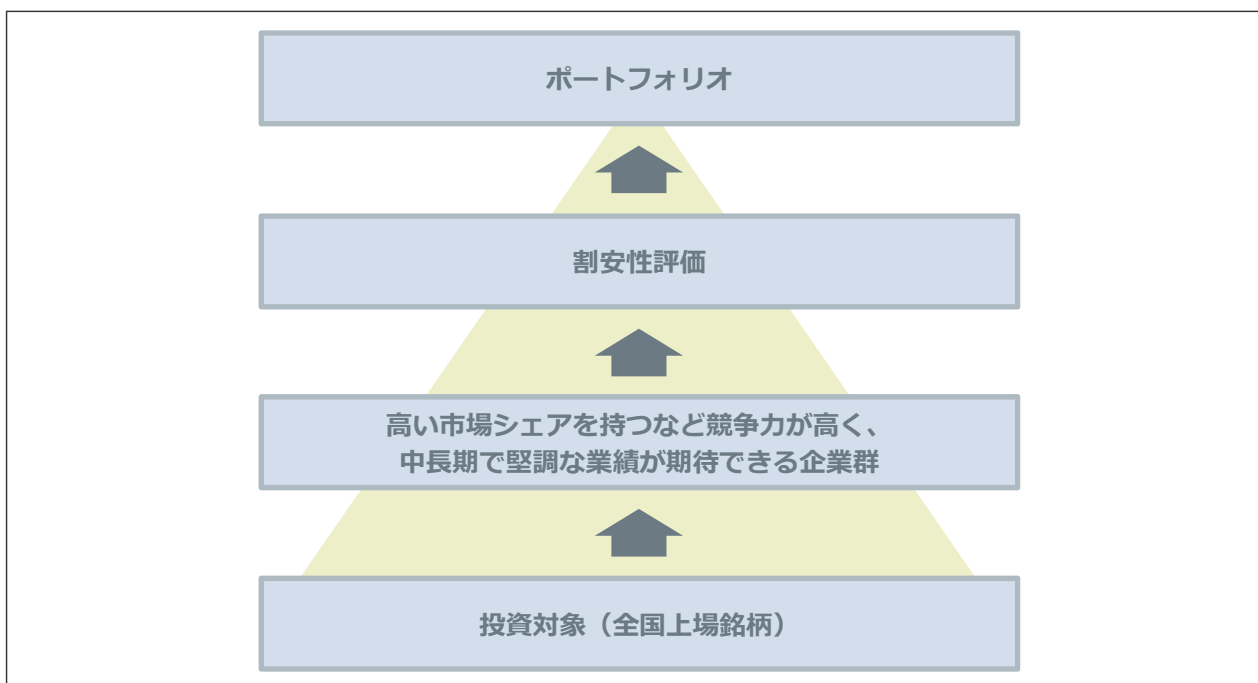 ポートフォリオ
割安性評価
高い市場シェアを持つなど競争力が高く、
中長期で堅調な業績が期待できる企業群
投資対象（全国上場銘柄）